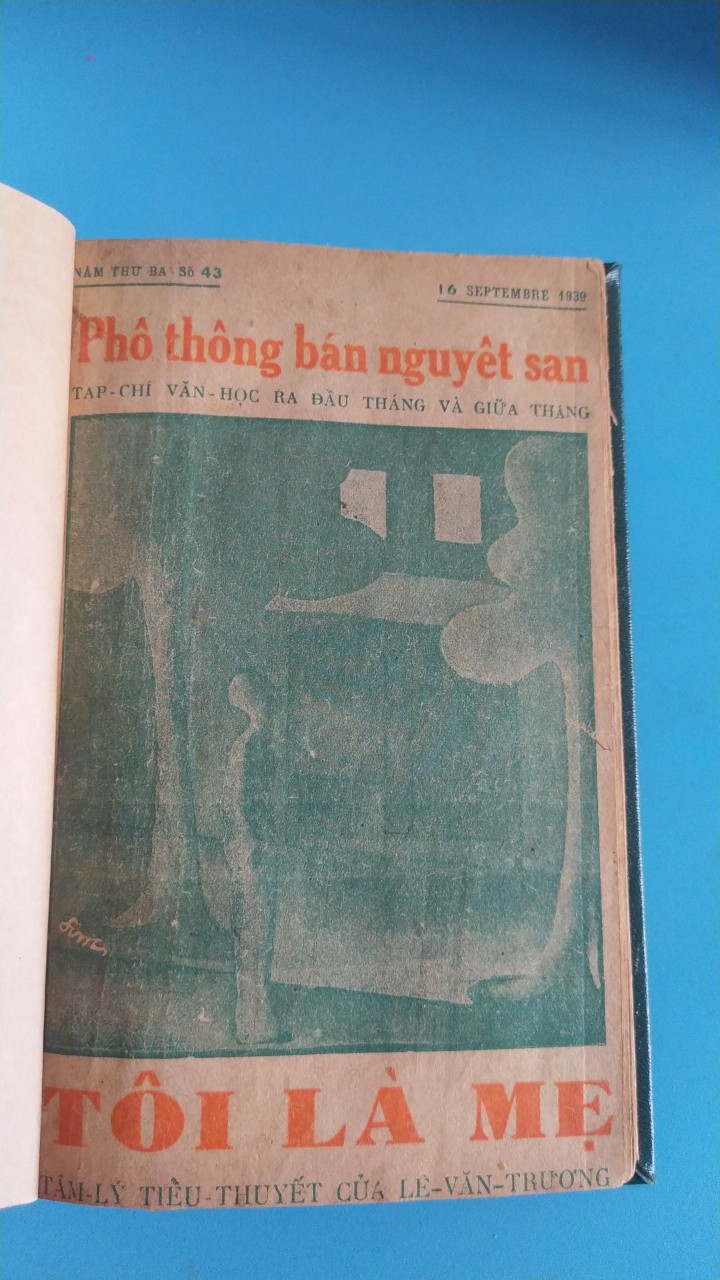 NĂM THỨ BA Số 43
16 SEPTEMBRE 1939
Phổ thông bán nguyệt san
TẠP-CHÍ VĂN-HỌC RA ĐẦU THÁNG VÀ GIỮA THÁNG
TÔI LÀ MẸ
TÂM-LÝ TIỂU-THUYẾT CỦA LÊ-VĂN-TRƯƠNG